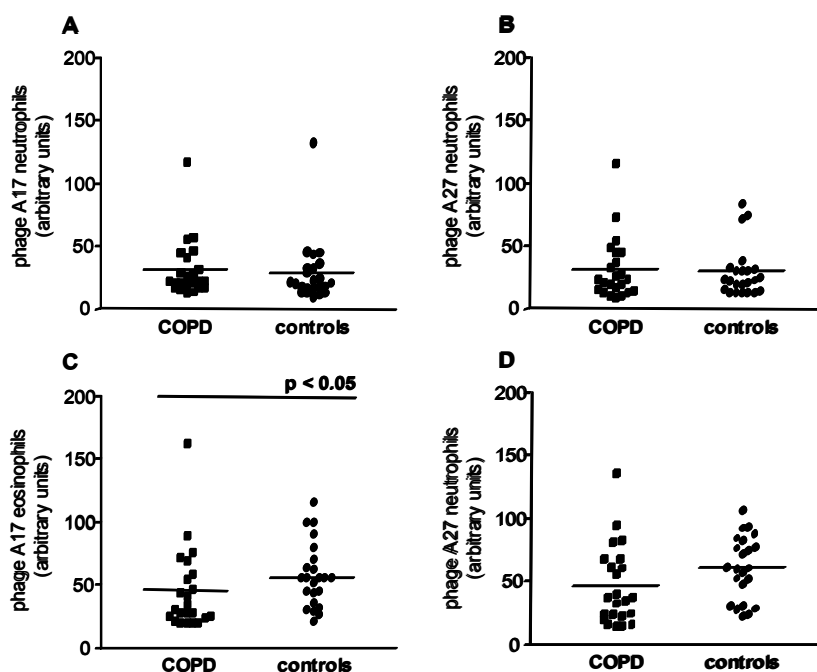 A
phage A17 neutrophils
(arbitrary units)
200
150
100
50
0
COPD controls
B
phage A27 neutrophils
(arbitrary units)
200
150
100
50
0
COPD controls
C
p < 0.05
phage A17 eosinophils
(arbitrary units)
200
150
100
50
0
COPD controls
D
phage A27 neutrophils
(arbitrary units)
200
150
100
50
0
COPD controls